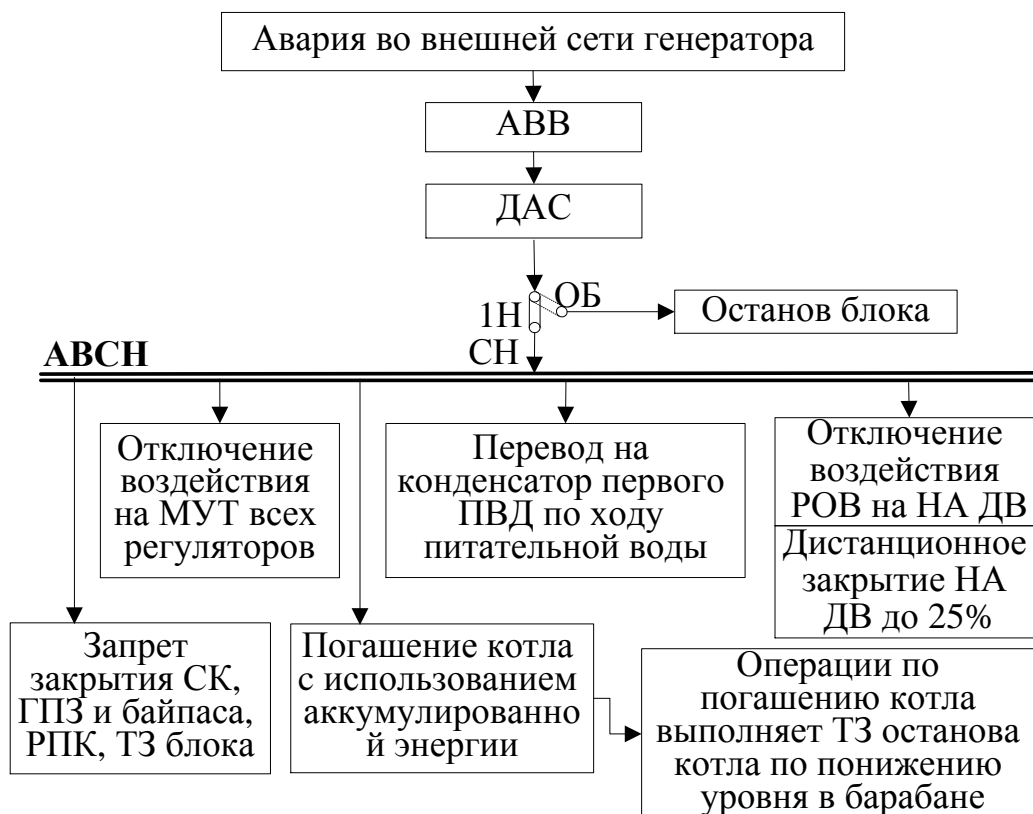 Авария во внешней сети генератора
АВВ
ДАС
ОБ
1Н
СН
Останов блока
АВСН
Отключение
воздействия
на МУТ всех
регуляторов
Перевод на
конденсатор первого
ПВД по ходу
питательной воды
Отключение
воздействия
РОВ на НА ДВ
Дистанционное
закрытие НА
ДВ до 25%
Запрет
закрытия СК,
ГПЗ и байпаса,
РПК, ТЗ блока
Погашение котла
с использованием
аккумулированно
й энергии
Операции по
погашению котла
выполняет ТЗ останова
котла по понижению
уровня в барабане